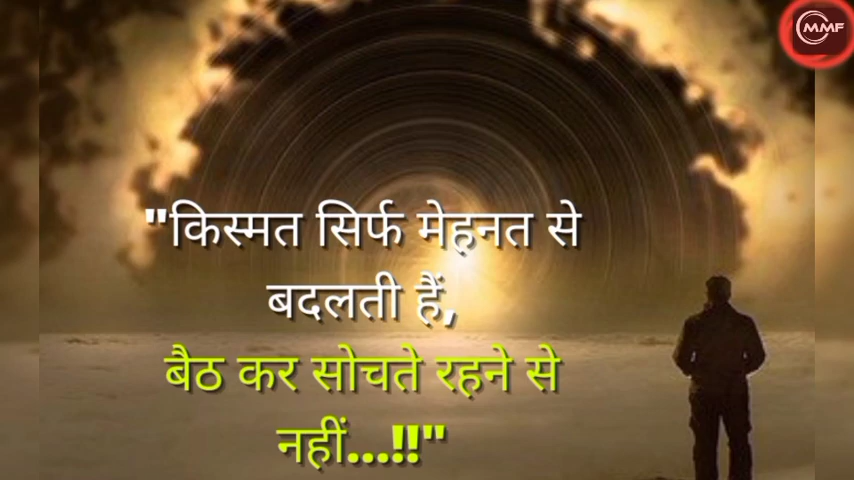 MMF
"किस्मत सिर्फ मेहनत से
बदलती हैं,
बैठ कर सोचते रहने से
नहीं...!!"